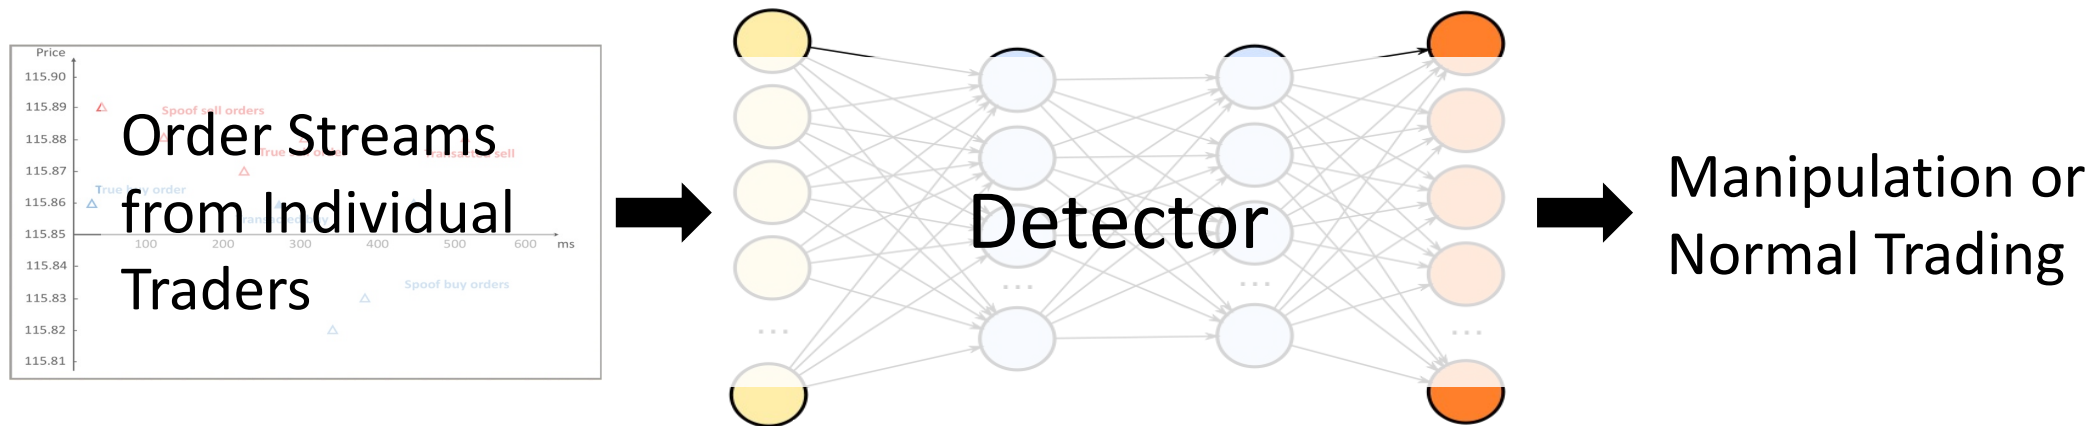 Price
115.90
115.89
Spoof sell orders
Order Streams
115.88
115.87
True buy order
from Individual
115.86
115.85
100 200 300 400 500 600 ms
115.84
Traders
Spoof buy orders
115.83
115.82
115.81
...
Detector
...
...
...
Manipulation or
Normal Trading